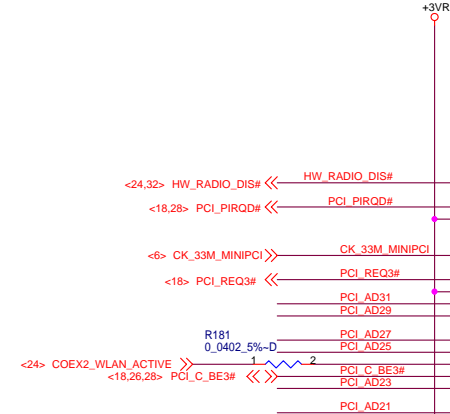 +3VR
<24,32> HW_RADIO_DIS# HW_RADIO_DIS#
<18,28> PCI_PIRQD# PCI_PIRQD#
<6> CK_33M_MINIPCI CK_33M_MINIPCI
<18> PCI_REQ3# PCI_REQ3#
PCI_AD31
PCI_AD29
R181 PCI_AD27
0_0402_5%~D PCI_AD25
<24> COEX2_WLAN_ACTIVE 1 2
<18,26,28> PCI_C_BE3# PCI_C_BE3#
PCI_AD23
PCI_AD21